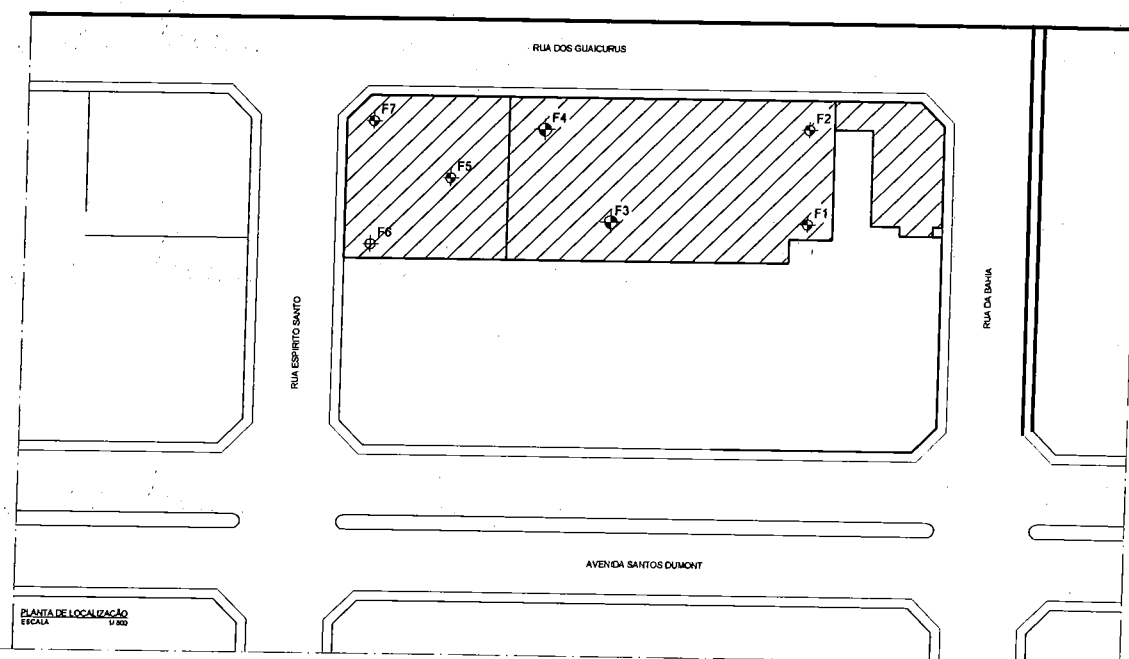 RUA DOS GUAICURUS
F7
F4
F2
F5
F3
F1
F6
RUA ESPIRITO SANTO
RUA DA BAHIA
AVENIDA SANTOS DUMONT
PLANTA DE LOCALIZAÇÃO
ESCALA